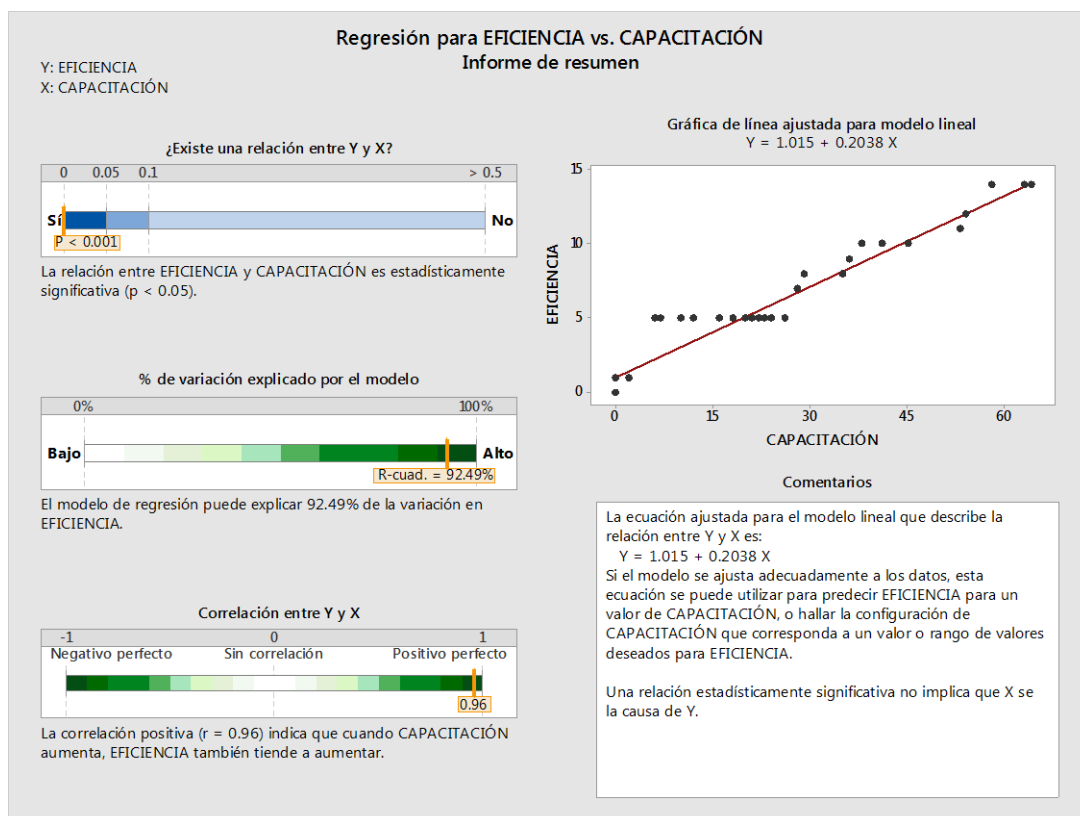 Regresión para EFICIENCIA vs. CAPACITACIÓN
Informe de resumen
Y: EFICIENCIA
X: CAPACITACIÓN
¿Existe una relación entre Y y X?
0 0.05 0.1 > 0.5
Sí No
P < 0.001
La relación entre EFICIENCIA y CAPACITACIÓN es estadísticamente
significativa (p < 0.05).
% de variación explicado por el modelo
0% 100%
Bajo Alto
R-cuad. = 92.49%
El modelo de regresión puede explicar 92.49% de la variación en
EFICIENCIA.
Correlación entre Y y X
-1 0 1
Negativo perfecto Sin correlación Positivo perfecto
0.96
La correlación positiva (r = 0.96) indica que cuando CAPACITACIÓN
aumenta, EFICIENCIA también tiende a aumentar.
Gráfica de línea ajustada para modelo lineal
Y = 1.015 + 0.2038 X
15
10
5
0
EFICIENCIA
0 15 30 45 60
CAPACITACIÓN
Comentarios
La ecuación ajustada para el modelo lineal que describe la
relación entre Y y X es:
Y = 1.015 + 0.2038 X
Si el modelo se ajusta adecuadamente a los datos, esta
ecuación se puede utilizar para predecir EFICIENCIA para un
valor de CAPACITACIÓN, o hallar la configuración de
CAPACITACIÓN que corresponda a un valor o rango de valores
deseados para EFICIENCIA.
Una relación estadísticamente significativa no implica que X se
la causa de Y.